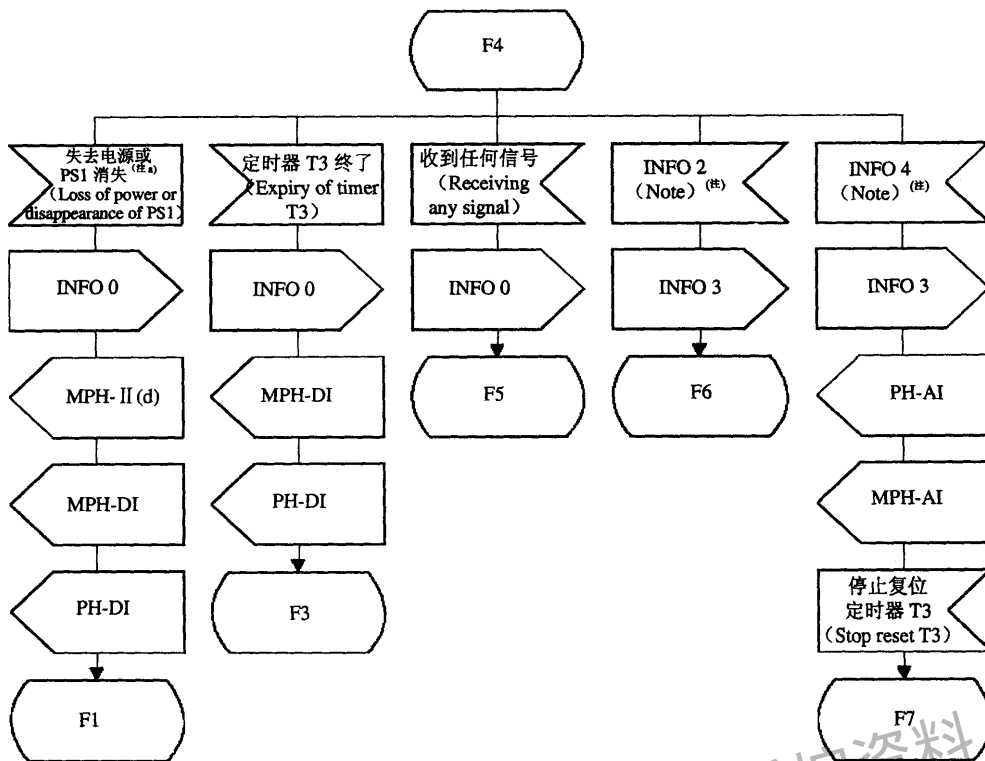 F4
失去电源或
PS1 消失(注a)
(Loss of power or
disappearance of PS1)
定时器 T3 终了
(Expiry of timer
T3)
收到任何信号
(Receiving
any signal)
INFO 2
(Note)(注)
INFO 4
(Note)(注)
INFO 0
INFO 0
INFO 0
INFO 3
INFO 3
MPH-Ⅱ(d)
MPH-DI
F5
F6
PH-AI
MPH-DI
PH-DI
MPH-AI
PH-DI
F3
停止复位
定时器 T3
(Stop reset T3)
F1
F7
资料